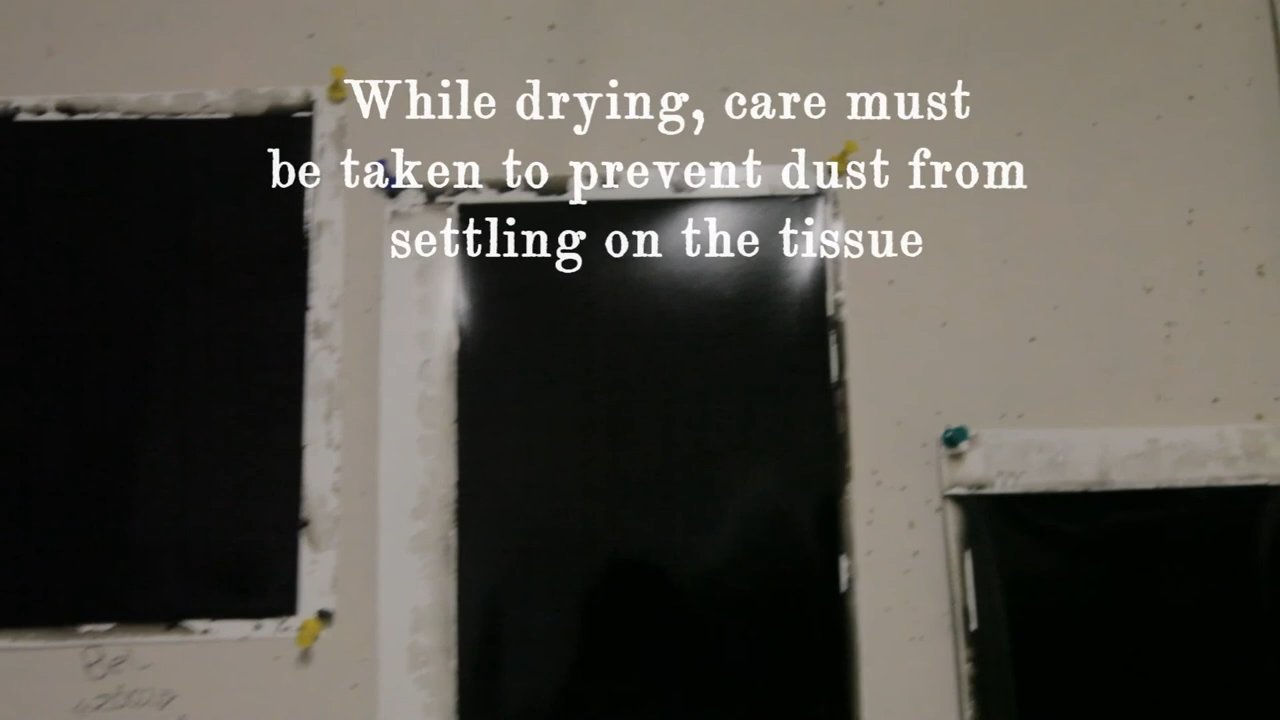 While drying, care must
be taken to prevent dust from
settling on the tissue